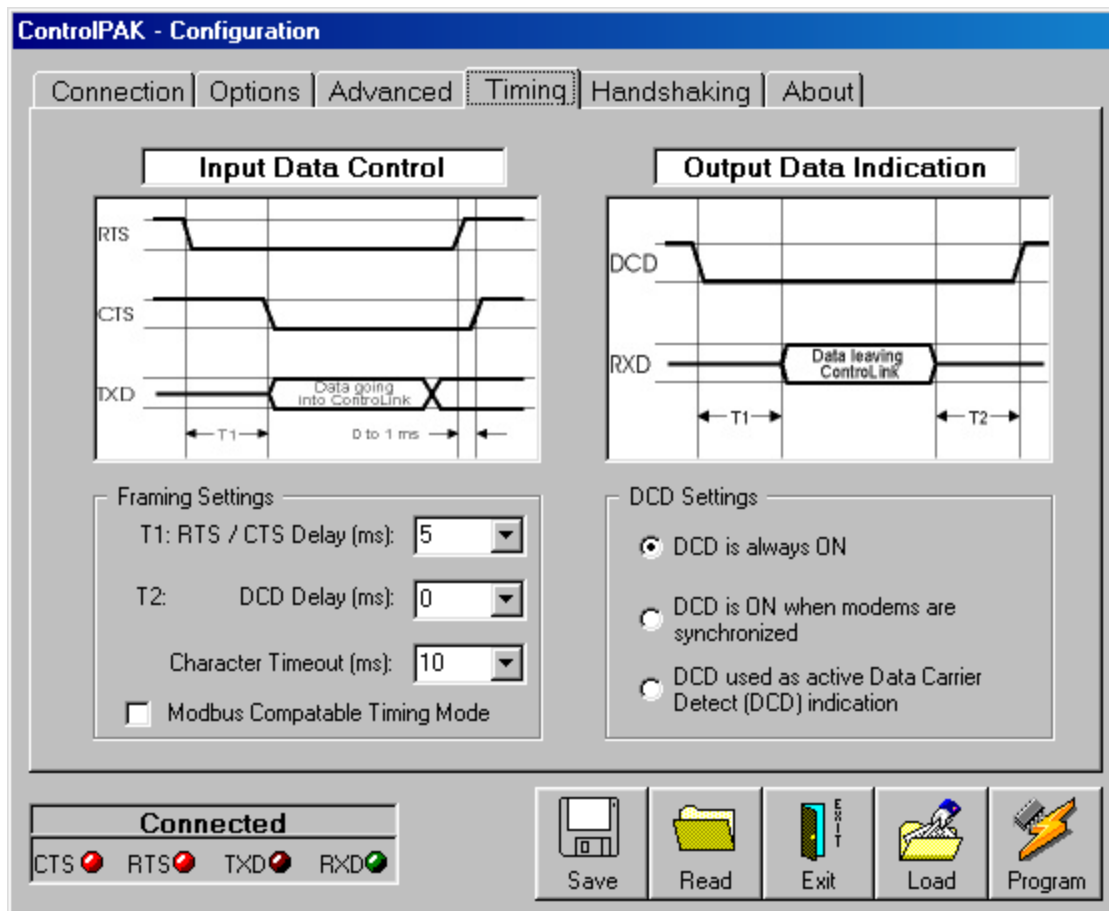 ControlPAK - Configuration
Connection Options Advanced Timing Handshaking About
Input Data Control
RTS
CTS
TXD
Data going
into ControLink
T1
0 to 1 ms
Output Data Indication
DCD
RXD
Data leaving
ControLink
T1
T2
Framing Settings
T1: RTS / CTS Delay (ms): 5
T2: DCD Delay (ms): 0
Character Timeout (ms): 10
Modbus Compatable Timing Mode
DCD Settings
DCD is always ON
DCD is ON when modems are
synchronized
DCD used as active Data Carrier
Detect (DCD) indication
Connected
CTS RTS TXD RXD
EXIT
Save Read Exit Load Program